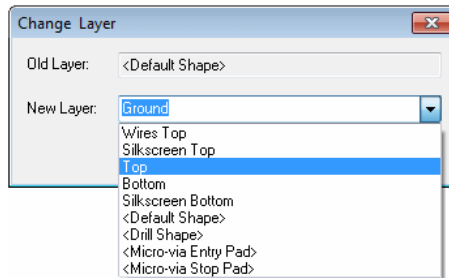 Change Layer
Old Layer: <Default Shape>
New Layer: Ground
Wires Top
Silkscreen Top
Top
Bottom
Silkscreen Bottom
<Default Shape>
<Drill Shape>
<Micro-via Entry Pad>
<Micro-via Stop Pad>